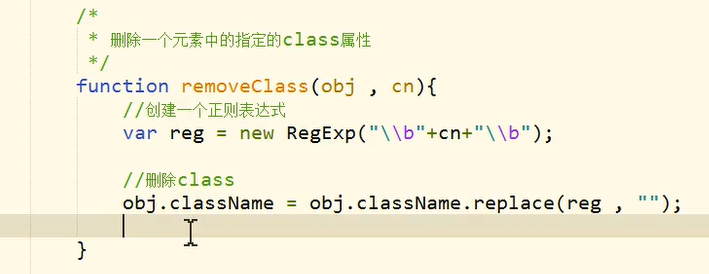 /*
* 删除一个元素中的指定的class属性
*/
function removeClass(obj , cn){
//创建一个正则表达式
var reg = new RegExp("\\b"+cn+"\\b");
//删除class
obj.className = obj.className.replace(reg , "");
}